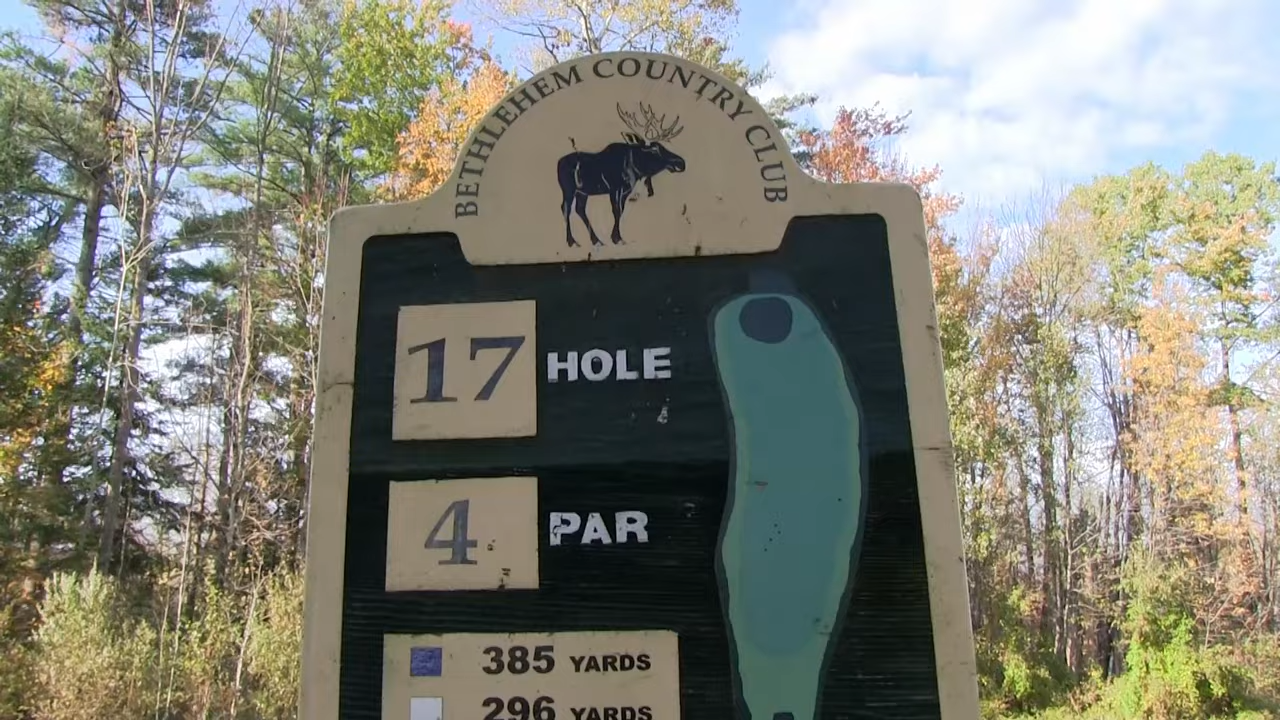 BETHLEHEM COUNTRY CLUB
17 HOLE
4 PAR
385 YARDS
296 YARDS